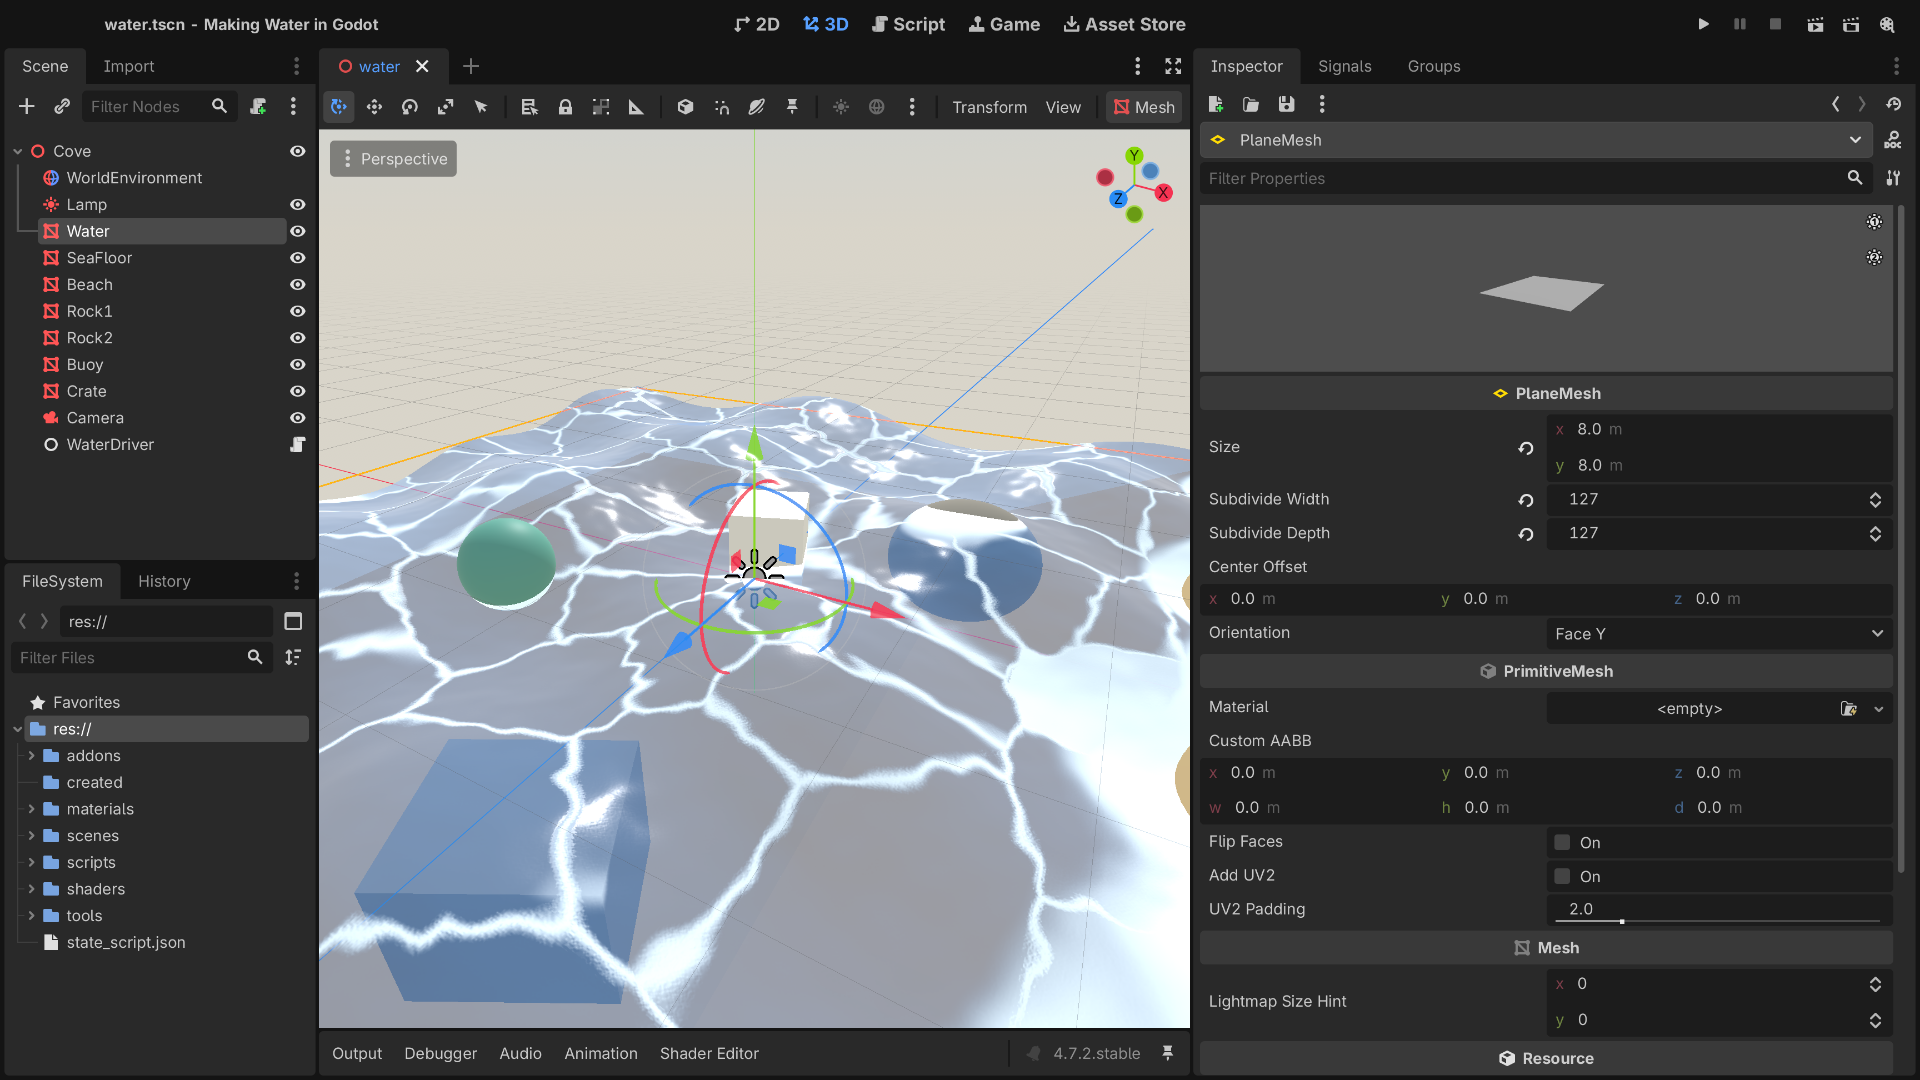 water.tscn - Making Water in Godot
2D 3D Script Game Asset Store
Scene Import
Filter Nodes
Cove
WorldEnvironment
Lamp
Water
SeaFloor
Beach
Rock1
Rock2
Buoy
Crate
Camera
WaterDriver
FileSystem History
res://
Filter Files
Favorites
res://
addons
created
materials
scenes
scripts
shaders
tools
state_script.json
water
Transform View Mesh
Perspective
Y
X
Z
Output Debugger Audio Animation Shader Editor 4.7.2.stable
Inspector Signals Groups
PlaneMesh
DOC
Filter Properties
1
2
PlaneMesh
Size x 8.0 m
y 8.0 m
Subdivide Width 127
Subdivide Depth 127
Center Offset
x 0.0 m y 0.0 m z 0.0 m
Orientation Face Y
PrimitiveMesh
Material <empty>
Custom AABB
x 0.0 m y 0.0 m z 0.0 m
w 0.0 m h 0.0 m d 0.0 m
Flip Faces On
Add UV2 On
UV2 Padding 2.0
Mesh
Lightmap Size Hint x 0
y 0
Resource